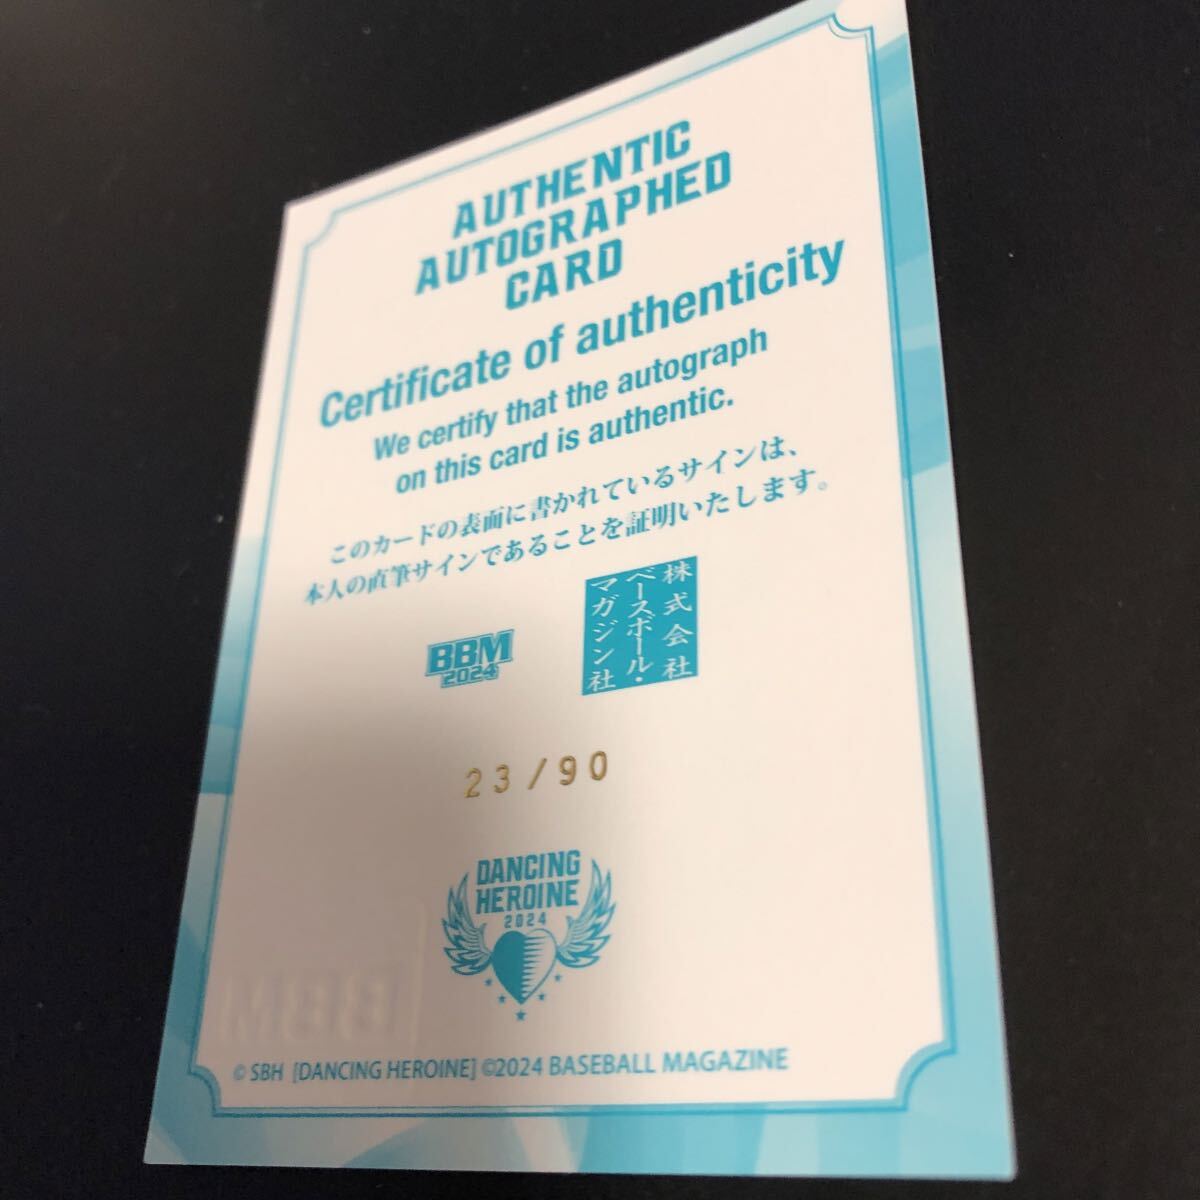 AUTHENTIC
AUTOGRAPHED
CARD
Certificate of authenticity
We certify that the autograph
on this card is authentic.
このカードの表面に書かれているサインは、
本人の直筆サインであることを証明いたします。
BBM
2024
株式会社
ベースボール・
マガジン社
23/90
DANCING
HEROINE
2024
BBM
© SBH [DANCING HEROINE] ©2024 BASEBALL MAGAZINE